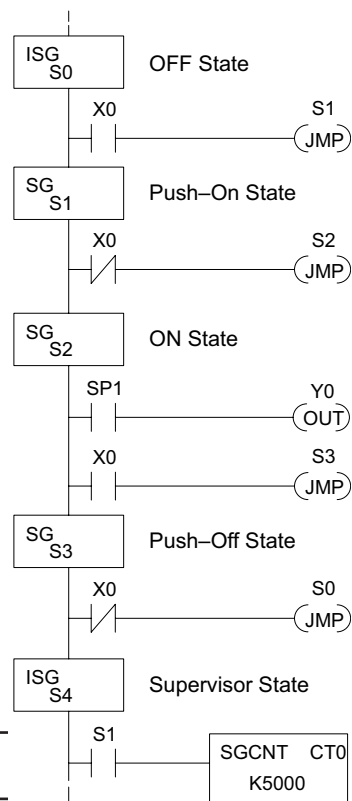 ISG
S0
OFF State
X0
S1
JMP
SG
S1
Push–On State
X0
S2
JMP
SG
S2
ON State
SP1
Y0
OUT
X0
S3
JMP
SG
S3
Push–Off State
X0
S0
JMP
ISG
S4
Supervisor State
S1
SGCNT CT0
K5000